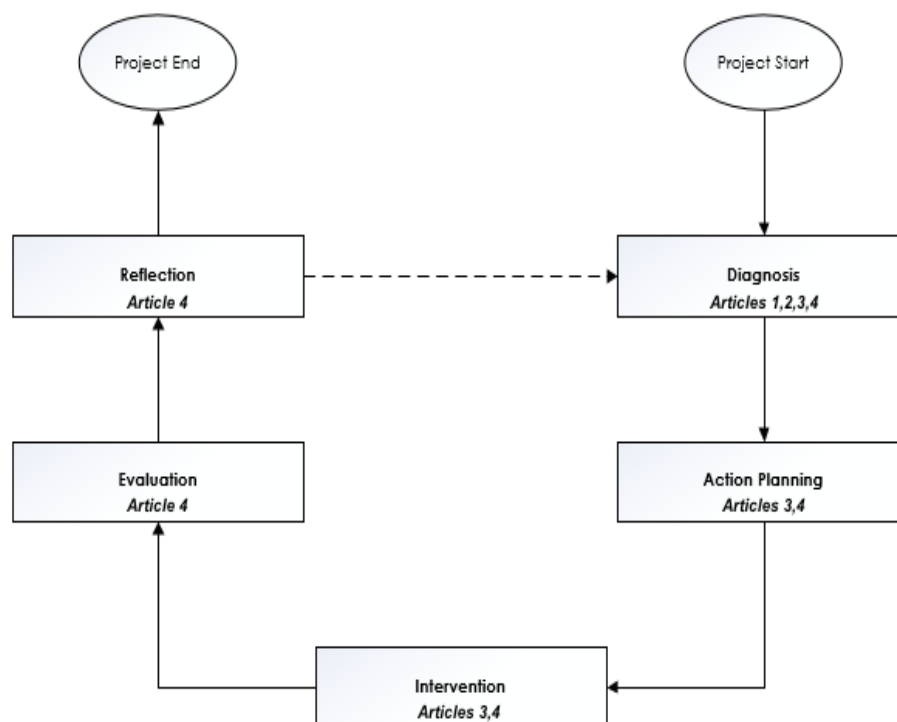 Project End
Project Start
Reflection
Article 4
Diagnosis
Articles 1,2,3,4
Evaluation
Article 4
Action Planning
Articles 3,4
Intervention
Articles 3,4